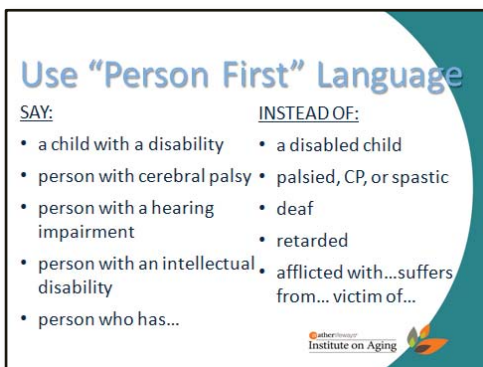 Use “Person First” Language
SAY:
• a child with a disability
• person with cerebral palsy
• person with a hearing
impairment
• person with an intellectual
disability
• person who has…
INSTEAD OF:
• a disabled child
• palsied, CP, or spastic
• deaf
• retarded
• afflicted with…suffers
from… victim of…
Institute on Aging